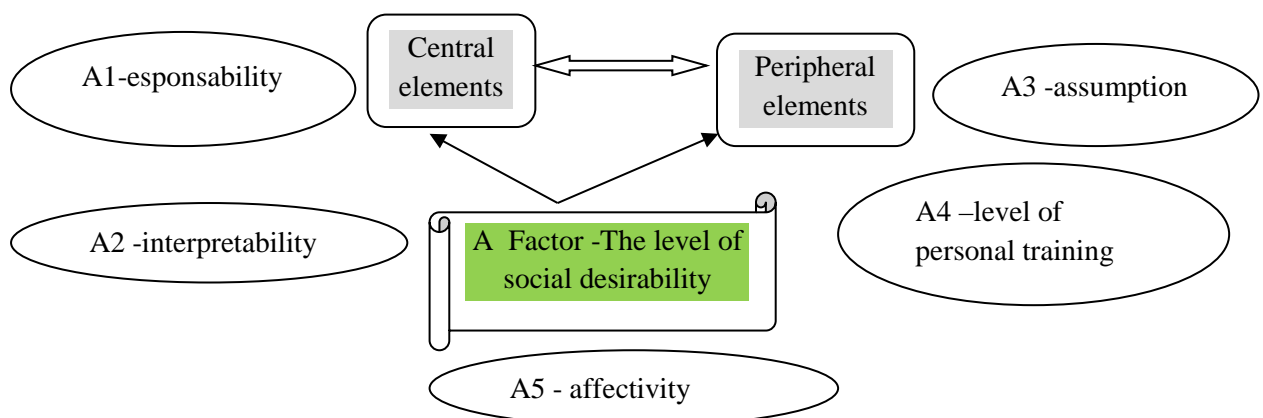 A1-esponsability
Central
elements
Peripheral
elements
A3 -assumption
A2 -interpretability
A Factor -The level of
social desirability
A4 –level of
personal training
A5 - affectivity